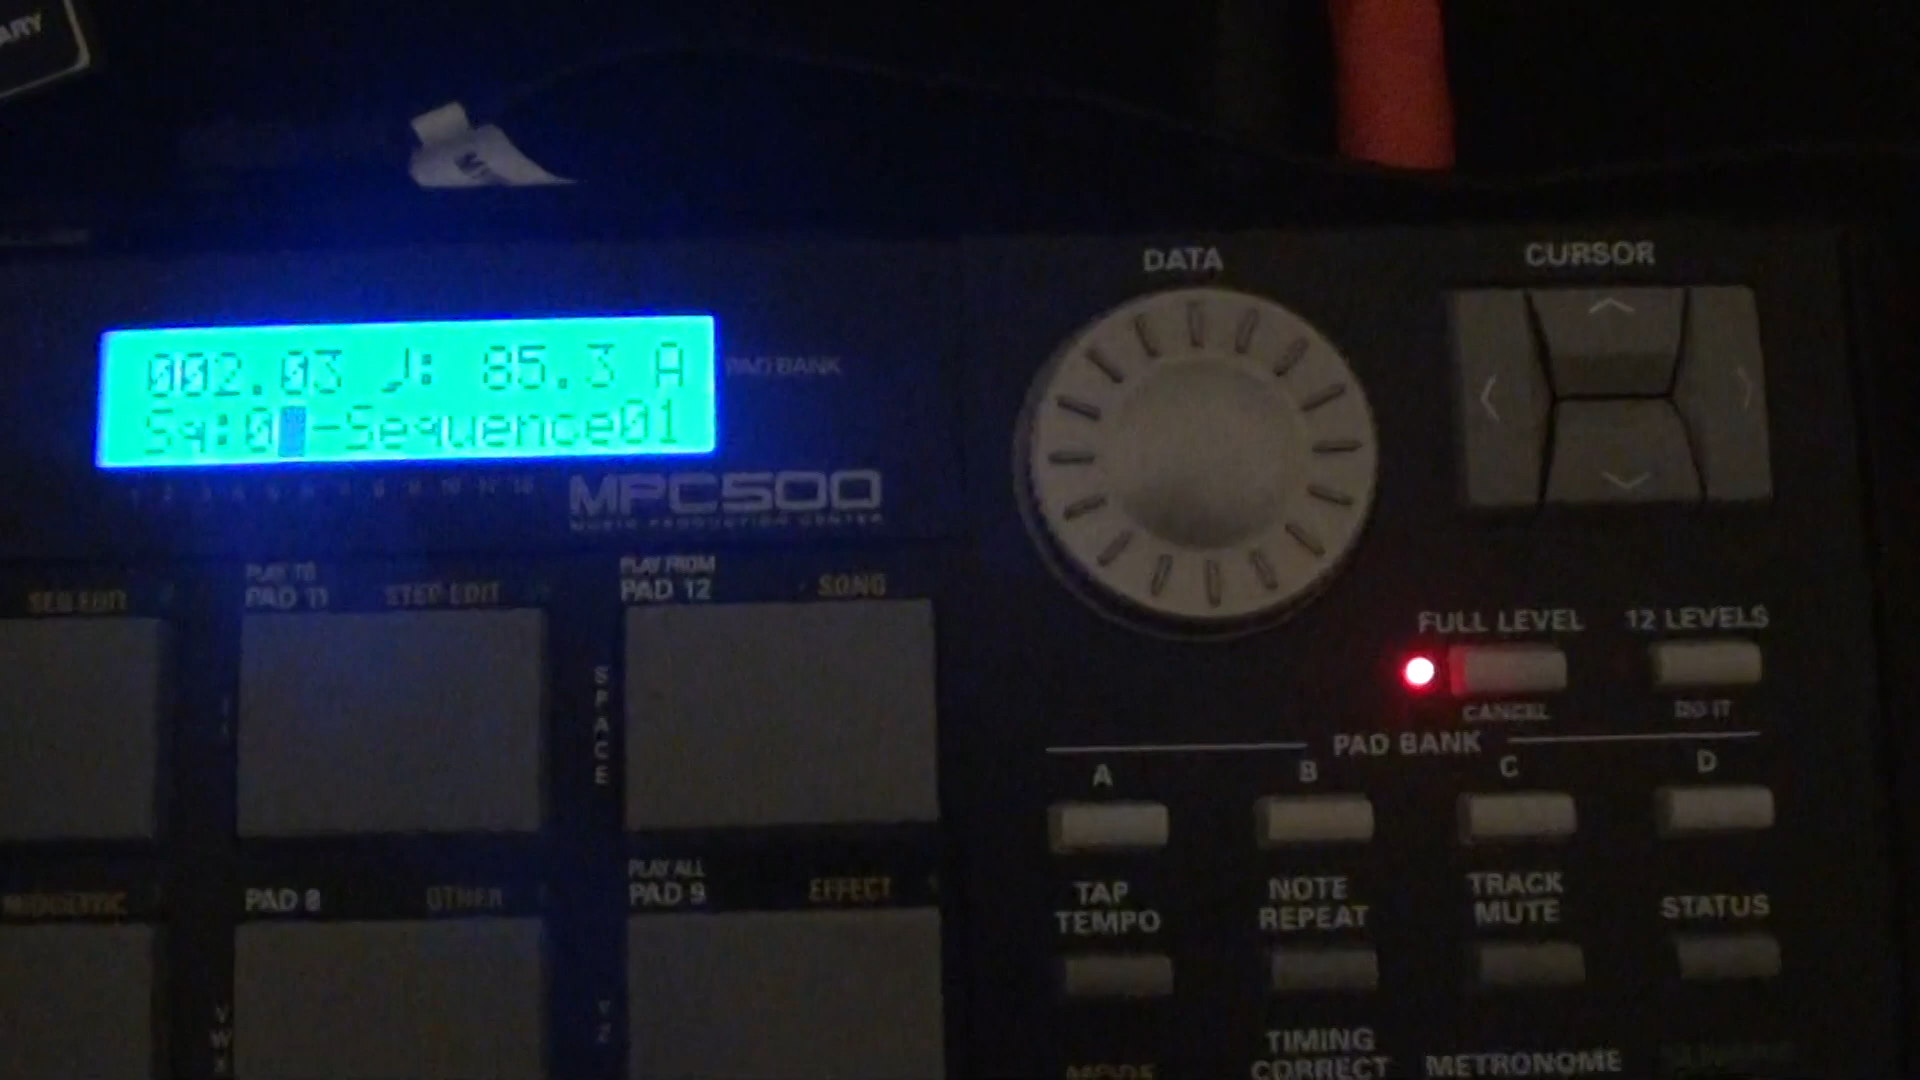 ARY
DATA
CURSOR
002.03 ♩: 85.3 A
PAD BANK
Sq:0 -Sequence01
MPC500
MUSIC PRODUCTION CENTER
PLAY TO
PAD 11
STEP EDIT
PLAY FROM
PAD 12
SONG
SEQ EDIT
SPACE
FULL LEVEL
12 LEVELS
CANCEL
DO IT
PAD BANK
A
B
C
D
PLAY ALL
PAD 9
EFFECT
PAD 8
OTHER
TAP
TEMPO
NOTE
REPEAT
TRACK
MUTE
STATUS
TIMING
CORRECT
METRONOME
MODE